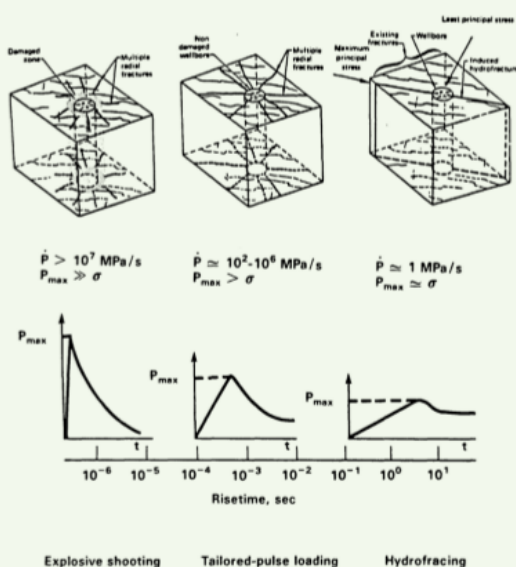 Damaged
zone
Multiple
radial
fractures
Non
damaged
wellbore
Multiple
radial
fractures
Least principal stress
Existing
fractures
Wellbore
Maximum
principal
stress
Induced
hydrofracture
Ṗ > 10⁷ MPa/s
Pmax ≫ σ
Ṗ ≃ 10²-10⁶ MPa/s
Pmax > σ
Ṗ ≃ 1 MPa/s
Pmax ≃ σ
Pmax
t
Pmax
t
Pmax
t
10⁻⁶ 10⁻⁵ 10⁻⁴ 10⁻³ 10⁻² 10⁻¹ 10⁰ 10¹
Risetime, sec
Explosive shooting Tailored-pulse loading Hydrofracing